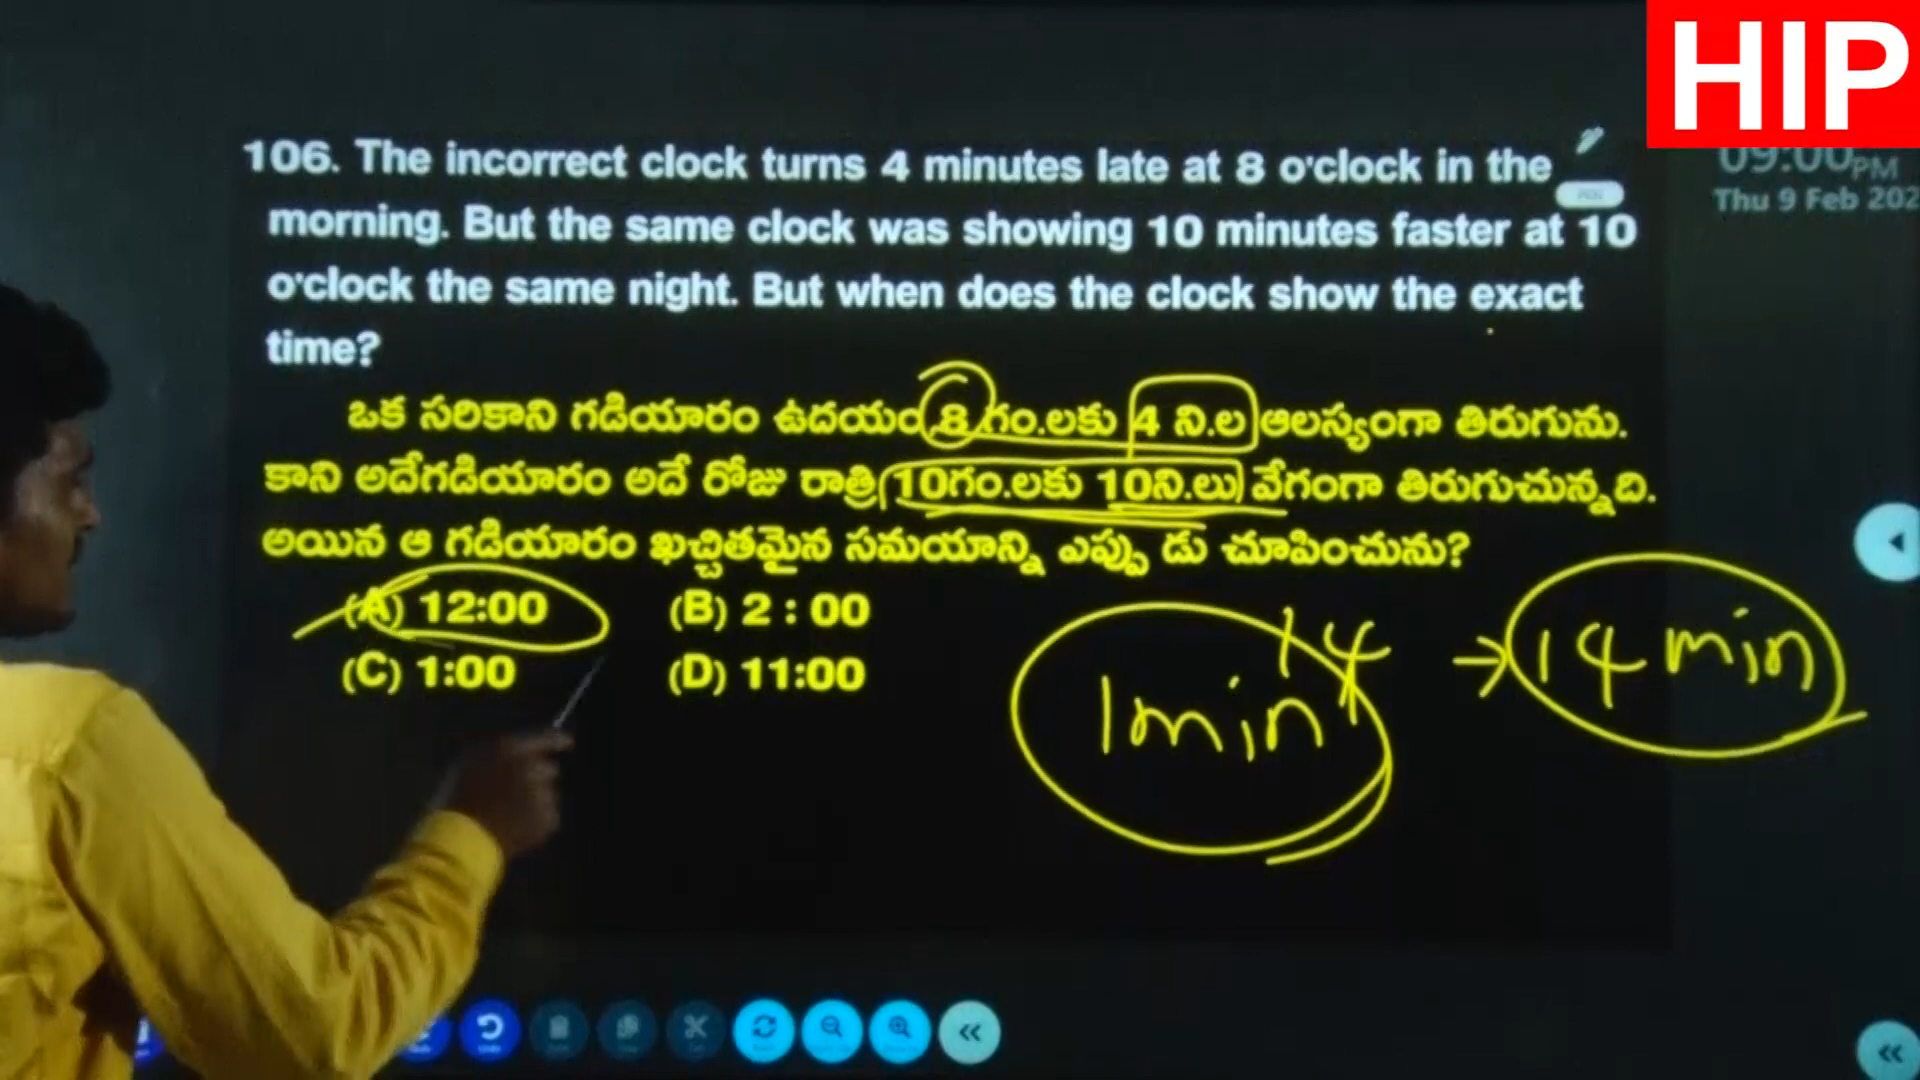 HIP
09:00PM
Thu 9 Feb 202
106. The incorrect clock turns 4 minutes late at 8 o'clock in the
morning. But the same clock was showing 10 minutes faster at 10
o'clock the same night. But when does the clock show the exact
time?
ఒక సరికాని గడియారం ఉదయం 8 గం.లకు 4 ని.ల ఆలస్యంగా తిరుగును.
కాని అదేగడియారం అదే రోజు రాత్రి 10గం.లకు 10ని.లు వేగంగా తిరుగుచున్నది.
అయిన ఆ గడియారం ఖచ్చితమైన సమయాన్ని ఎప్పు డు చూపించును?
(A) 12:00 (B) 2 : 00
(C) 1:00 (D) 11:00
14
1min → 14 min